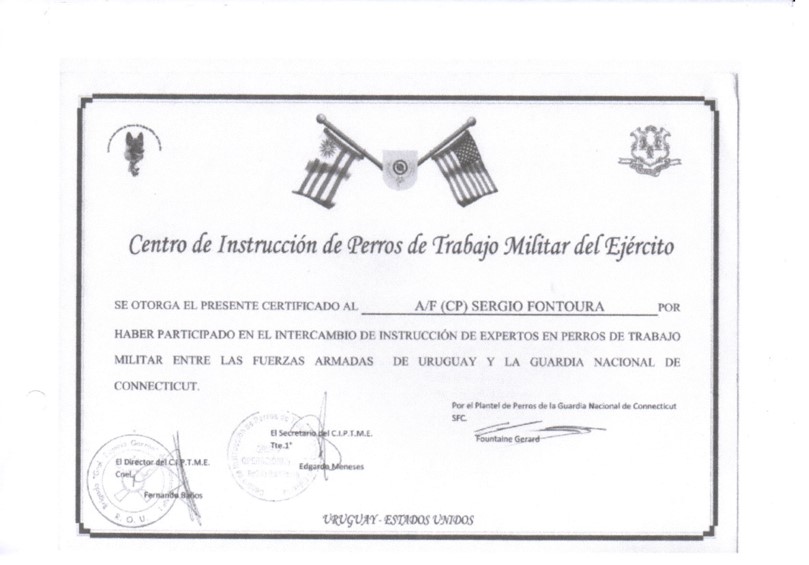 Centro de Instrucción de Perros de Trabajo Militar del Ejército
SE OTORGA EL PRESENTE CERTIFICADO AL A/F (CP) SERGIO FONTOURA POR
HABER PARTICIPADO EN EL INTERCAMBIO DE INSTRUCCIÓN DE EXPERTOS EN PERROS DE TRABAJO
MILITAR ENTRE LAS FUERZAS ARMADAS DE URUGUAY Y LA GUARDIA NACIONAL DE
CONNECTICUT.
Por el Plantel de Perros de la Guardia Nacional de Connecticut
SFC.
Fountaine Gerard
El Secretario del C.I.P.T.M.E.
Tte.1°
Edgardo Meneses
El Director del C.I.P.T.M.E.
Cnel.
Fernando Baños
R.O.U
URUGUAY - ESTADOS UNIDOS